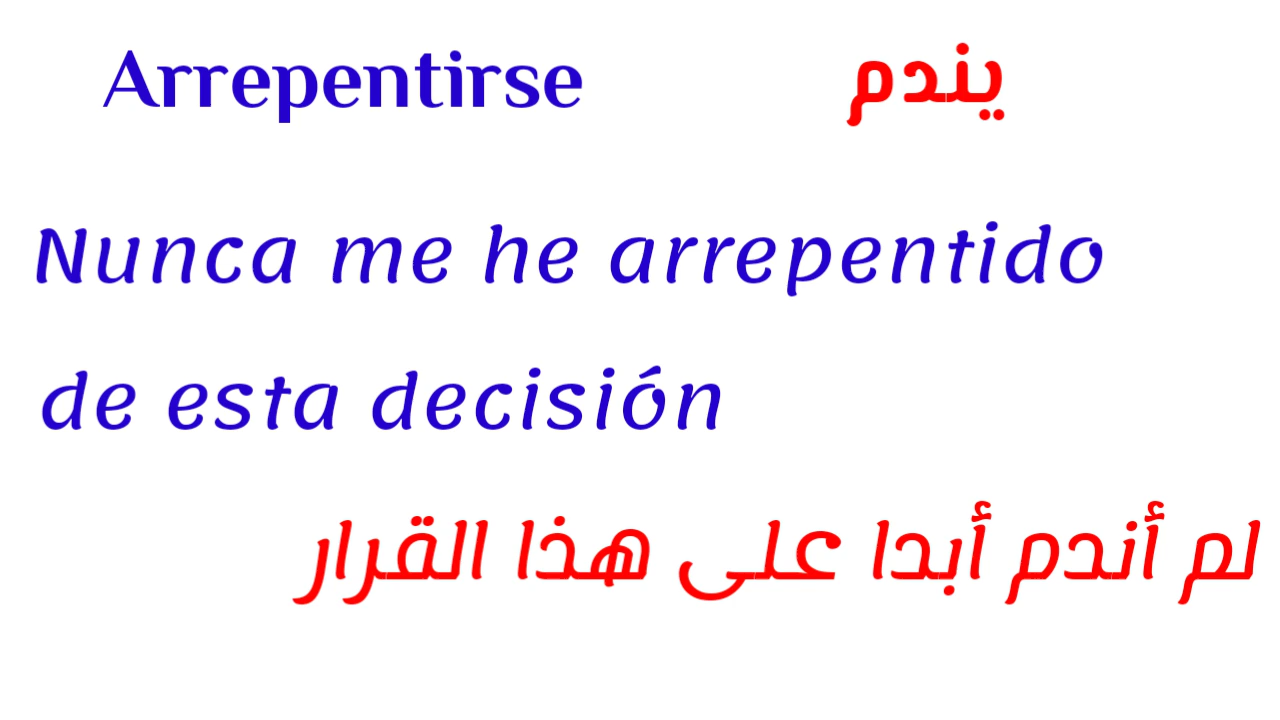 Arrepentirse يندم
Nunca me he arrepentido
de esta decisión
لم أندم أبدا على هذا القرار